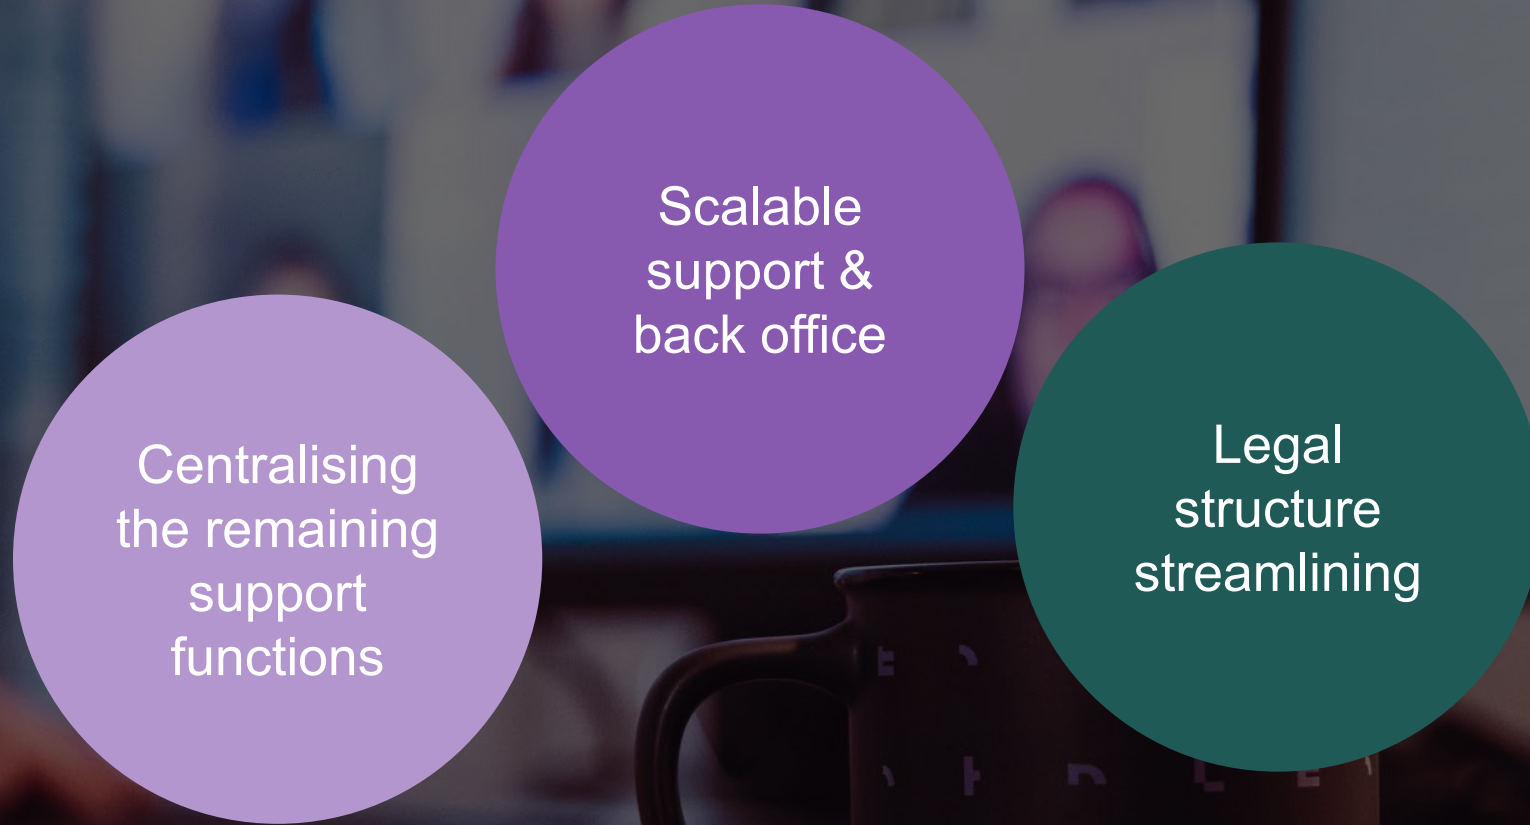 Scalable
support &
back office
Centralising
the remaining
support
functions
Legal
structure
streamlining